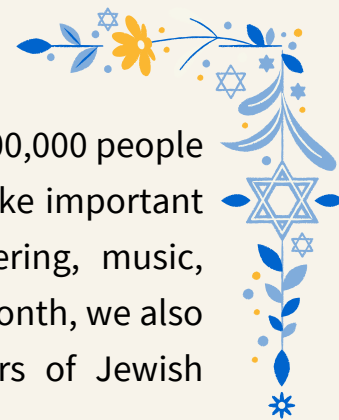 00,000 people
ke important
ering, music,
onth, we also
rs of Jewish